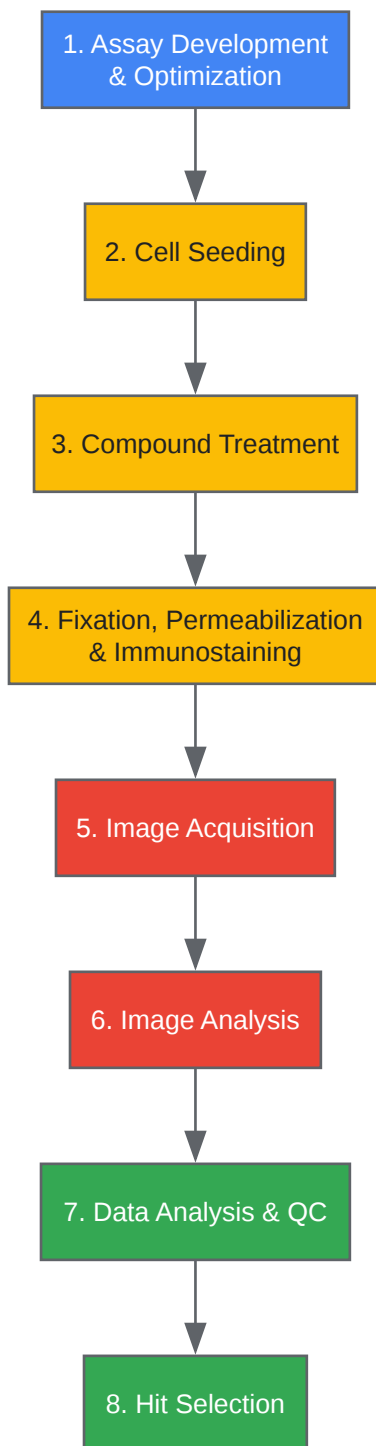 1. Assay Development
& Optimization
2. Cell Seeding
3. Compound Treatment
4. Fixation, Permeabilization
& Immunostaining
5. Image Acquisition
6. Image Analysis
7. Data Analysis & QC
8. Hit Selection